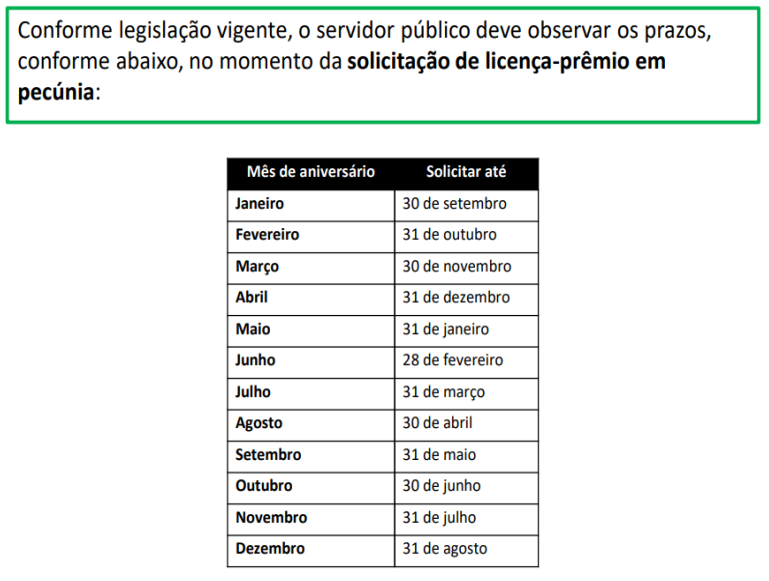 Conforme legislação vigente, o servidor público deve observar os prazos,
conforme abaixo, no momento da solicitação de licença-prêmio em
pecúnia:
Mês de aniversário Solicitar até
Janeiro 30 de setembro
Fevereiro 31 de outubro
Março 30 de novembro
Abril 31 de dezembro
Maio 31 de janeiro
Junho 28 de fevereiro
Julho 31 de março
Agosto 30 de abril
Setembro 31 de maio
Outubro 30 de junho
Novembro 31 de julho
Dezembro 31 de agosto